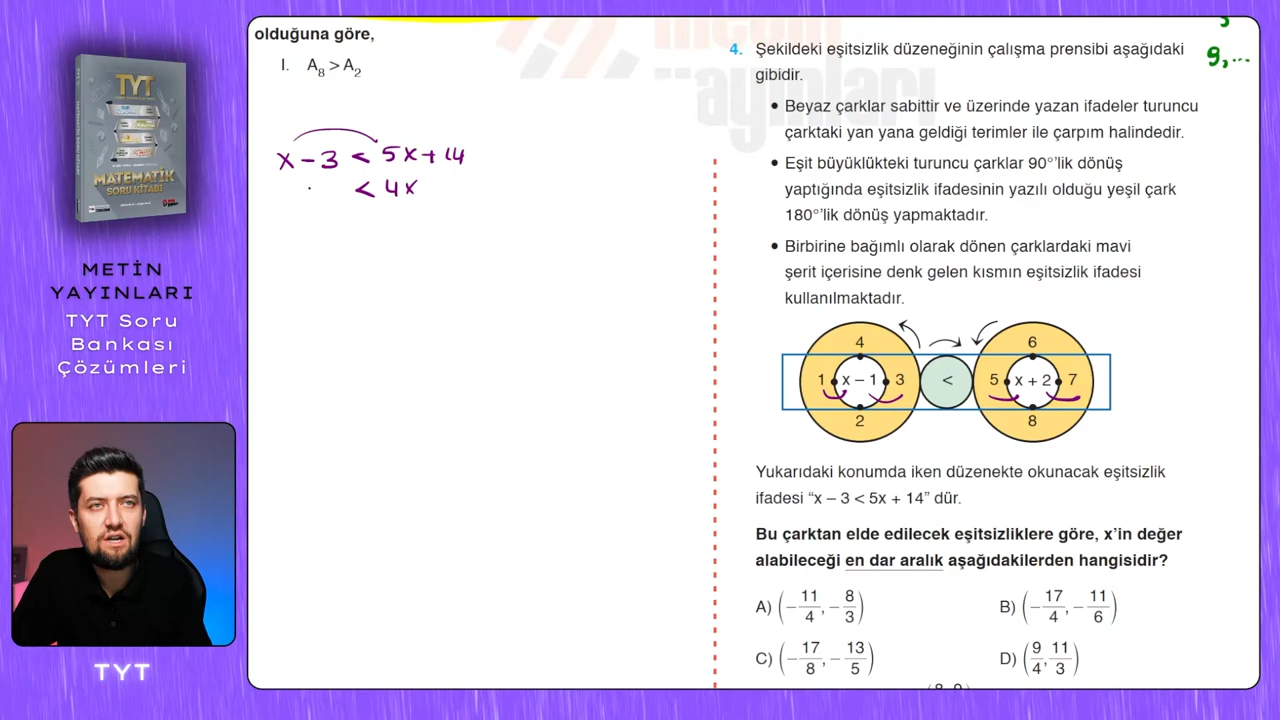 TYT
MATEMATİK
SORU KİTABI
METİN
YAYINLARI
TYT Soru
Bankası
Çözümleri
TYT
olduğuna göre,
I. A₈ > A₂
x – 3 < 5x + 14
< 4x
metin
yayınları
9,...
4. Şekildeki eşitsizlik düzeneğinin çalışma prensibi aşağıdaki
gibidir.
• Beyaz çarklar sabittir ve üzerinde yazan ifadeler turuncu
çarktaki yan yana geldiği terimler ile çarpım halindedir.
• Eşit büyüklükteki turuncu çarklar 90°’lik dönüş
yaptığında eşitsizlik ifadesinin yazılı olduğu yeşil çark
180°’lik dönüş yapmaktadır.
• Birbirine bağımlı olarak dönen çarklardaki mavi
şerit içerisine denk gelen kısmın eşitsizlik ifadesi
kullanılmaktadır.
4 6
1 x – 1 3 < 5 x + 2 7
2 8
Yukarıdaki konumda iken düzenekte okunacak eşitsizlik
ifadesi “x – 3 < 5x + 14” dür.
Bu çarktan elde edilecek eşitsizliklere göre, x’in değer
alabileceği en dar aralık aşağıdakilerden hangisidir?
A) (–11/4, –8/3) B) (–17/4, –11/6)
C) (–17/8, –13/5) D) (9/4, 11/3)